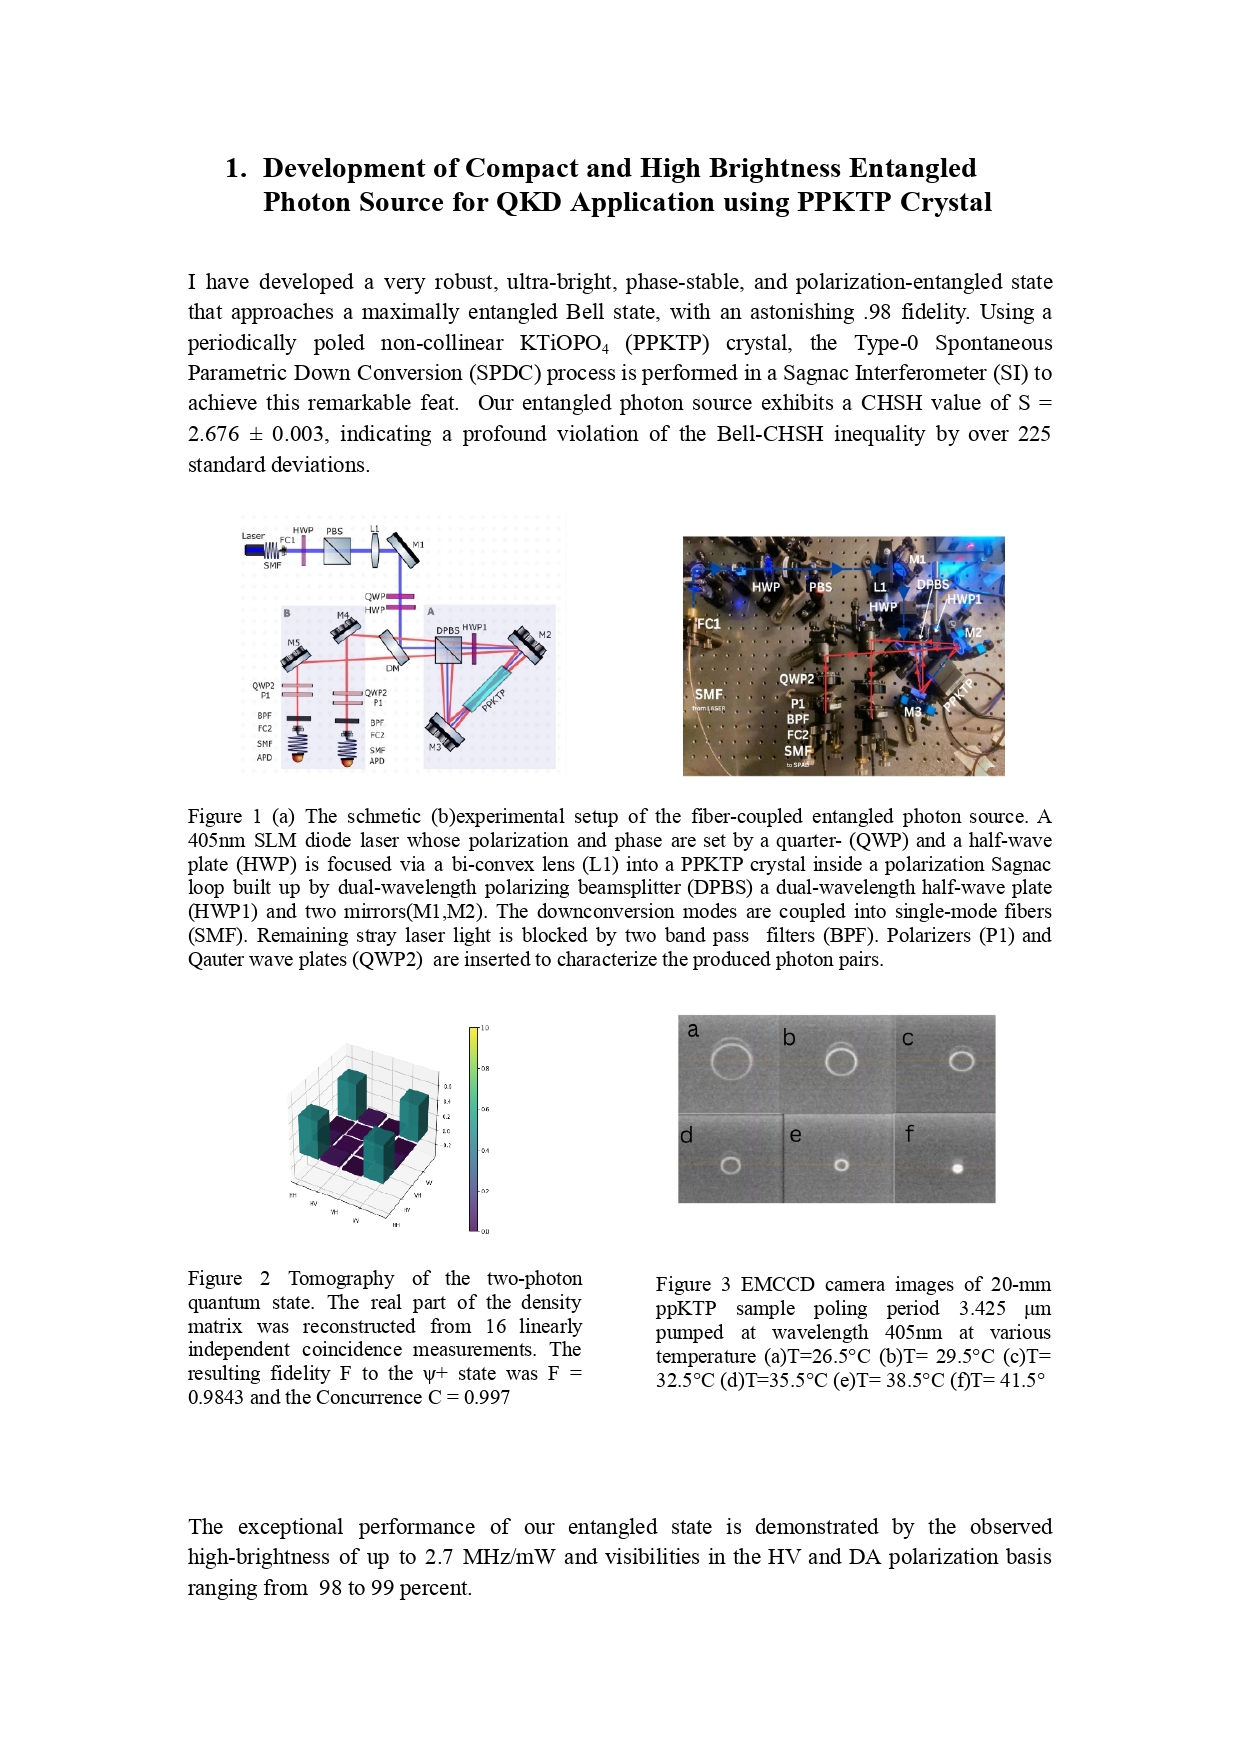 1. Development of Compact and High Brightness Entangled
Photon Source for QKD Application using PPKTP Crystal
I have developed a very robust, ultra-bright, phase-stable, and polarization-entangled state
that approaches a maximally entangled Bell state, with an astonishing .98 fidelity. Using a
periodically poled non-collinear KTiOPO₄ (PPKTP) crystal, the Type-0 Spontaneous
Parametric Down Conversion (SPDC) process is performed in a Sagnac Interferometer (SI) to
achieve this remarkable feat. Our entangled photon source exhibits a CHSH value of S =
2.676 ± 0.003, indicating a profound violation of the Bell-CHSH inequality by over 225
standard deviations.
Laser
FC1
HWP
PBS
L1
M1
SMF
QWP
HWP
B
M4
A
M5
DPBS
HWP1
M2
DM
QWP2
P1
QWP2
P1
PPKTP
BPF
FC2
SMF
APD
BPF
FC2
SMF
APD
M3
M1
HWP
PBS
L1
DPBS
HWP
HWP1
FC1
M2
QWP2
SMF
from LASER
P1
BPF
FC2
SMF
to SPAD
M3
PPKTP
Figure 1 (a) The schmetic (b)experimental setup of the fiber-coupled entangled photon source. A
405nm SLM diode laser whose polarization and phase are set by a quarter- (QWP) and a half-wave
plate (HWP) is focused via a bi-convex lens (L1) into a PPKTP crystal inside a polarization Sagnac
loop built up by dual-wavelength polarizing beamsplitter (DPBS) a dual-wavelength half-wave plate
(HWP1) and two mirrors(M1,M2). The downconversion modes are coupled into single-mode fibers
(SMF). Remaining stray laser light is blocked by two band pass filters (BPF). Polarizers (P1) and
Qauter wave plates (QWP2) are inserted to characterize the produced photon pairs.
1.0
0.8
0.6
0.4
0.2
0.0
HH
HV
VH
VV
HH
HV
VH
VV
a
b
c
d
e
f
Figure 2 Tomography of the two-photon
quantum state. The real part of the density
matrix was reconstructed from 16 linearly
independent coincidence measurements. The
resulting fidelity F to the ψ+ state was F =
0.9843 and the Concurrence C = 0.997
Figure 3 EMCCD camera images of 20-mm
ppKTP sample poling period 3.425 μm
pumped at wavelength 405nm at various
temperature (a)T=26.5°C (b)T= 29.5°C (c)T=
32.5°C (d)T=35.5°C (e)T= 38.5°C (f)T= 41.5°
The exceptional performance of our entangled state is demonstrated by the observed
high-brightness of up to 2.7 MHz/mW and visibilities in the HV and DA polarization basis
ranging from 98 to 99 percent.